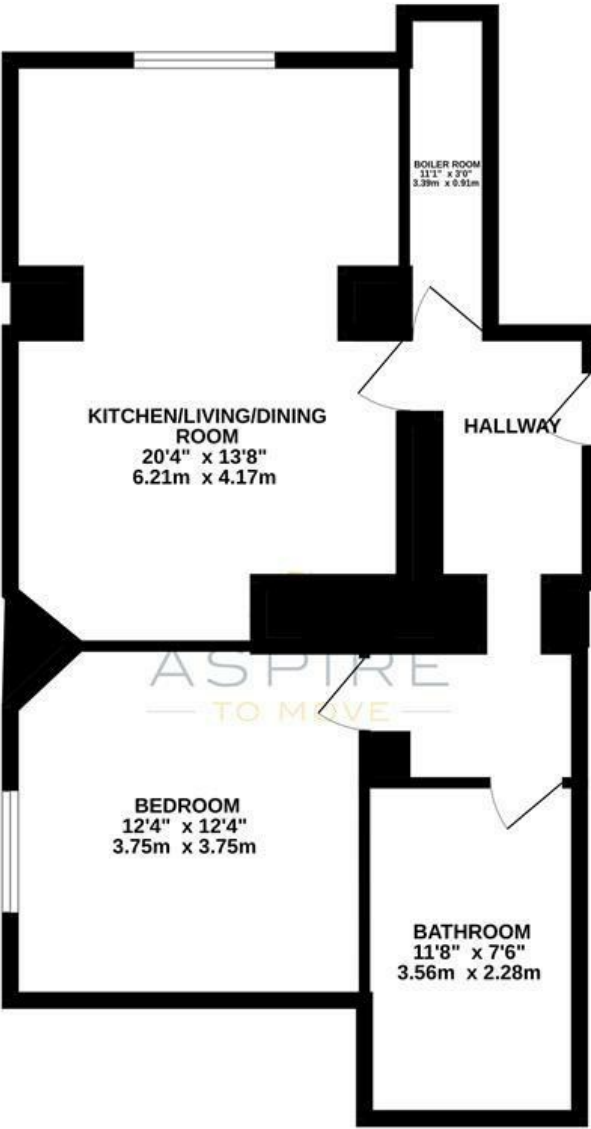 BOILER ROOM
11'1" x 3'0"
3.39m x 0.91m
KITCHEN/LIVING/DINING
ROOM
20'4" x 13'8"
6.21m x 4.17m
HALLWAY
ASPIRE
TO MOVE
BEDROOM
12'4" x 12'4"
3.75m x 3.75m
BATHROOM
11'8" x 7'6"
3.56m x 2.28m